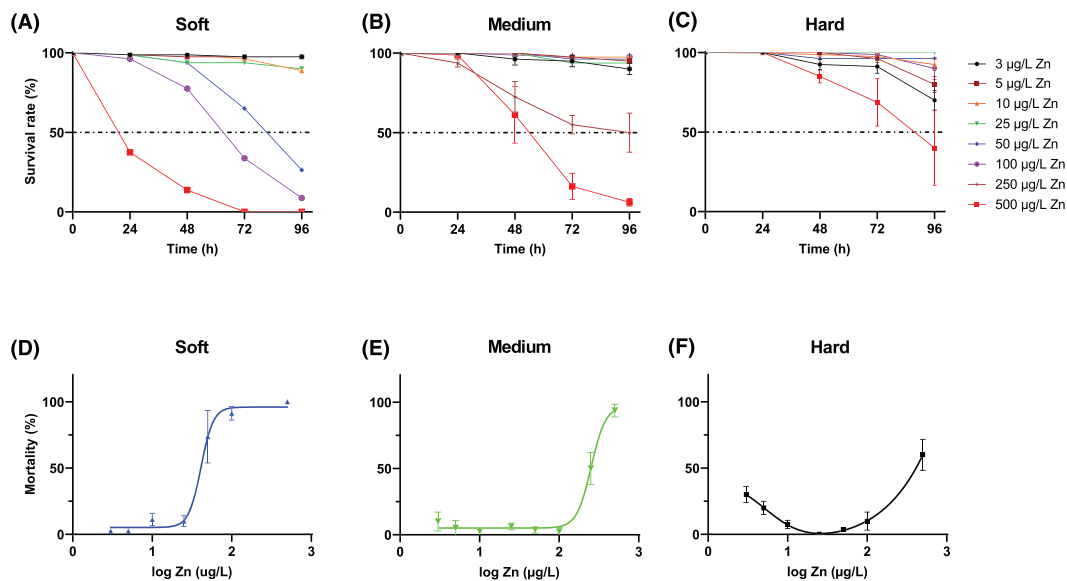 (A) Soft
Survival rate (%)
100
50
0
0 24 48 72 96
Time (h)
(B) Medium
100
50
0
0 24 48 72 96
Time (h)
(C) Hard
100
50
0
0 24 48 72 96
Time (h)
3 µg/L Zn
5 µg/L Zn
10 µg/L Zn
25 µg/L Zn
50 µg/L Zn
100 µg/L Zn
250 µg/L Zn
500 µg/L Zn
(D) Soft
Mortality (%)
100
50
0
1 2 3
log Zn (ug/L)
(E) Medium
100
50
0
1 2 3
log Zn (µg/L)
(F) Hard
100
50
0
0 1 2 3
log Zn (µg/L)